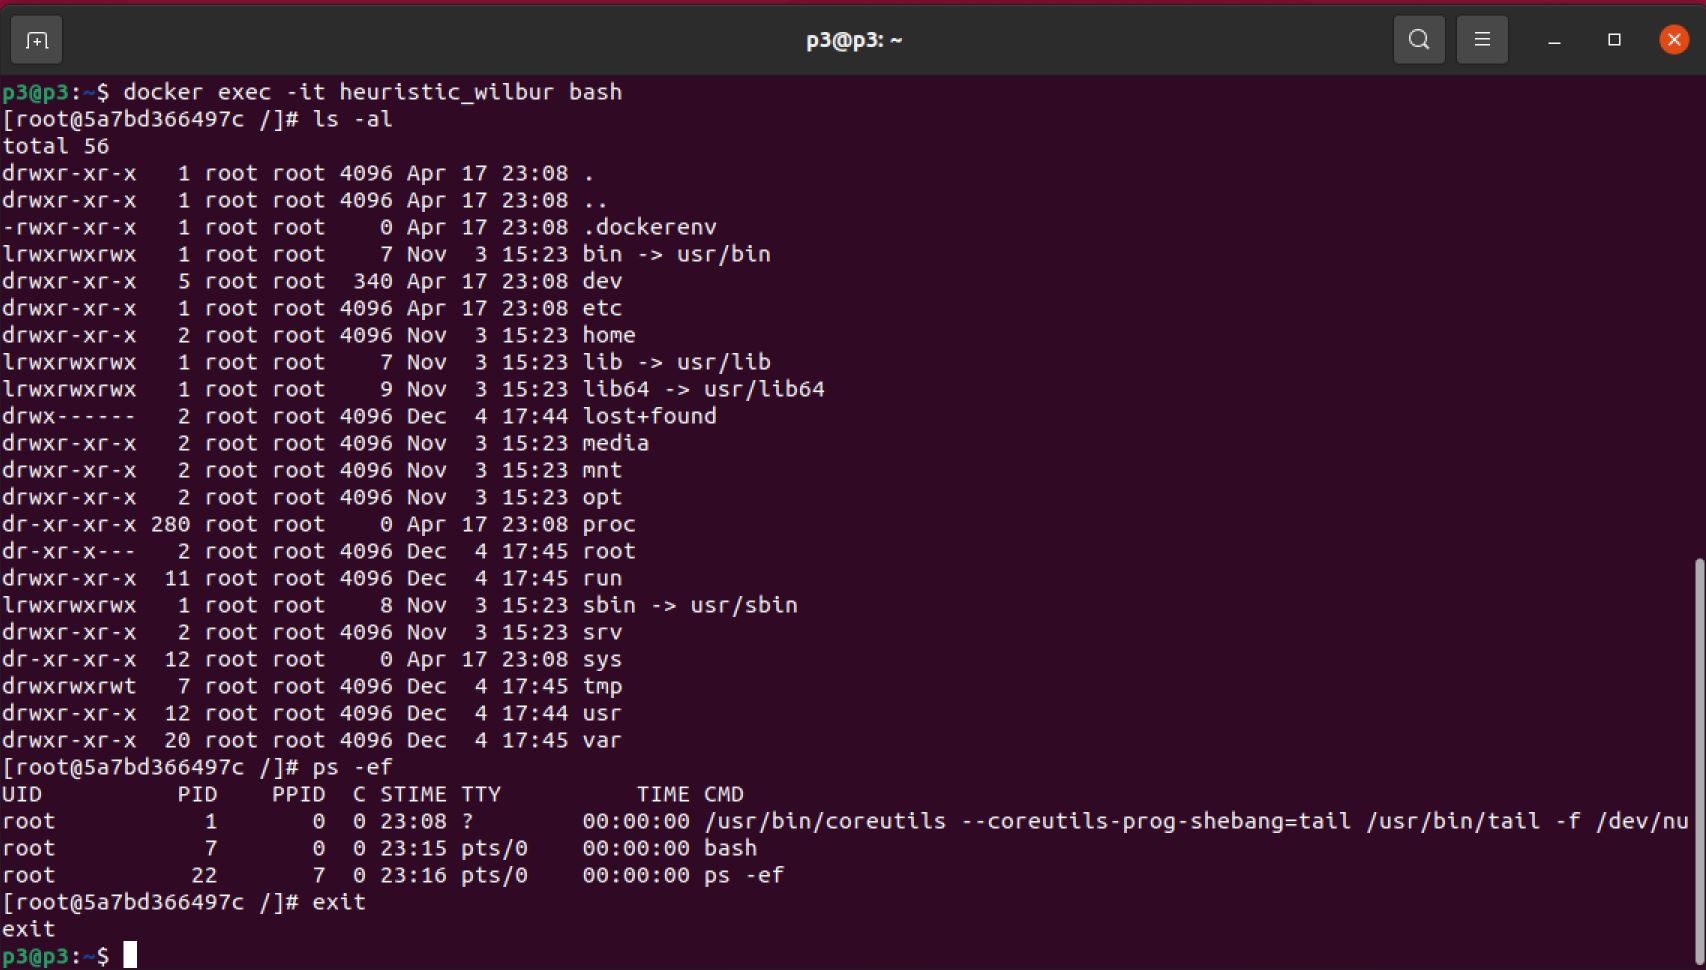 p3@p3: ~
p3@p3:~$ docker exec -it heuristic_wilbur bash
[root@5a7bd366497c /]# ls -al
total 56
drwxr-xr-x   1 root root 4096 Apr 17 23:08 .
drwxr-xr-x   1 root root 4096 Apr 17 23:08 ..
-rwxr-xr-x   1 root root    0 Apr 17 23:08 .dockerenv
lrwxrwxrwx   1 root root    7 Nov  3 15:23 bin -> usr/bin
drwxr-xr-x   5 root root  340 Apr 17 23:08 dev
drwxr-xr-x   1 root root 4096 Apr 17 23:08 etc
drwxr-xr-x   2 root root 4096 Nov  3 15:23 home
lrwxrwxrwx   1 root root    7 Nov  3 15:23 lib -> usr/lib
lrwxrwxrwx   1 root root    9 Nov  3 15:23 lib64 -> usr/lib64
drwx------   2 root root 4096 Dec  4 17:44 lost+found
drwxr-xr-x   2 root root 4096 Nov  3 15:23 media
drwxr-xr-x   2 root root 4096 Nov  3 15:23 mnt
drwxr-xr-x   2 root root 4096 Nov  3 15:23 opt
dr-xr-xr-x 280 root root    0 Apr 17 23:08 proc
dr-xr-x---   2 root root 4096 Dec  4 17:45 root
drwxr-xr-x  11 root root 4096 Dec  4 17:45 run
lrwxrwxrwx   1 root root    8 Nov  3 15:23 sbin -> usr/sbin
drwxr-xr-x   2 root root 4096 Nov  3 15:23 srv
dr-xr-xr-x  12 root root    0 Apr 17 23:08 sys
drwxrwxrwt   7 root root 4096 Dec  4 17:45 tmp
drwxr-xr-x  12 root root 4096 Dec  4 17:44 usr
drwxr-xr-x  20 root root 4096 Dec  4 17:45 var
[root@5a7bd366497c /]# ps -ef
UID          PID    PPID  C STIME TTY          TIME CMD
root           1       0  0 23:08 ?        00:00:00 /usr/bin/coreutils --coreutils-prog-shebang=tail /usr/bin/tail -f /dev/nu
root           7       0  0 23:15 pts/0    00:00:00 bash
root          22       7  0 23:16 pts/0    00:00:00 ps -ef
[root@5a7bd366497c /]# exit
exit
p3@p3:~$